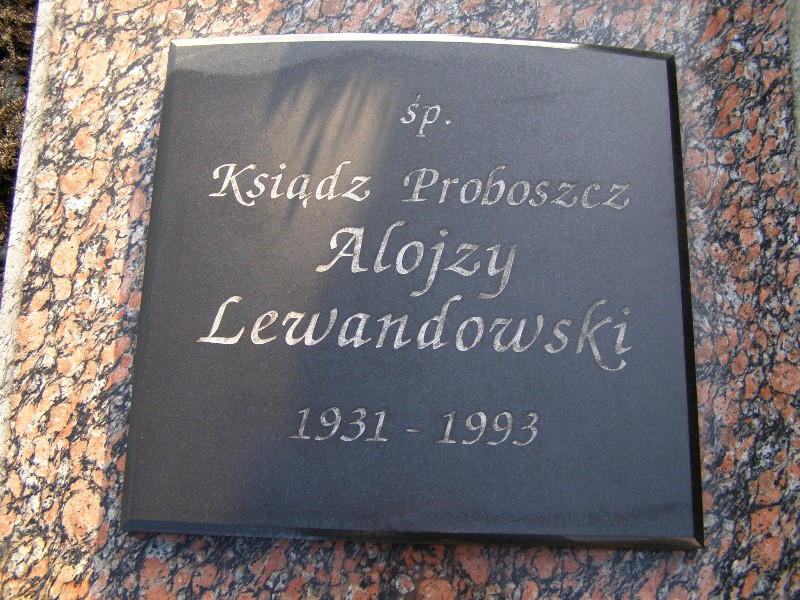 śp.
Ksiądz Proboszcz
Alojzy
Lewandowski
1931 - 1993